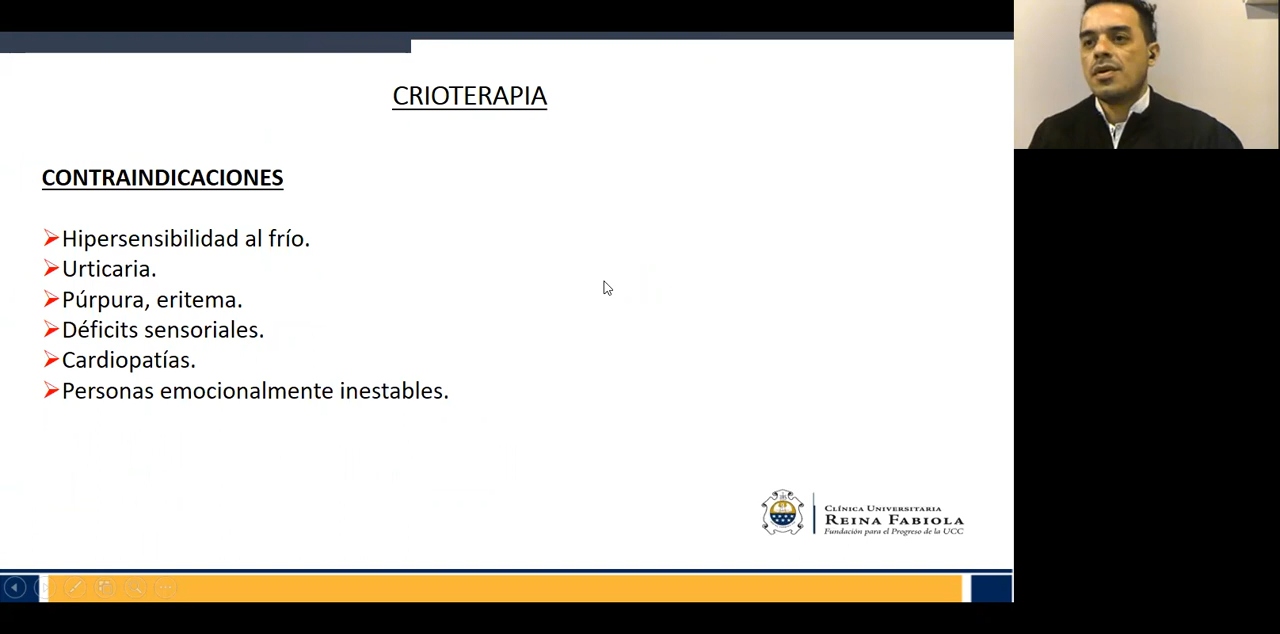 CRIOTERAPIA
CONTRAINDICACIONES
Hipersensibilidad al frío.
Urticaria.
Púrpura, eritema.
Déficits sensoriales.
Cardiopatías.
Personas emocionalmente inestables.
CLÍNICA UNIVERSITARIA
REINA FABIOLA
Fundación para el Progreso de la UCC